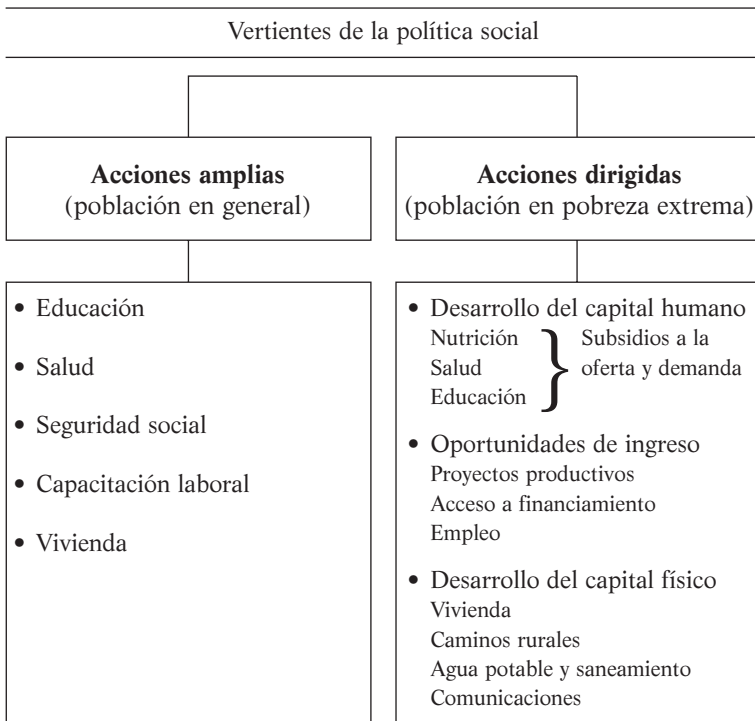 Vertientes de la política social
Acciones amplias
(población en general)
• Educación
• Salud
• Seguridad social
• Capacitación laboral
• Vivienda
Acciones dirigidas
(población en pobreza extrema)
• Desarrollo del capital humano
Nutrición
Salud
Educación
} Subsidios a la
oferta y demanda
• Oportunidades de ingreso
Proyectos productivos
Acceso a financiamiento
Empleo
• Desarrollo del capital físico
Vivienda
Caminos rurales
Agua potable y saneamiento
Comunicaciones